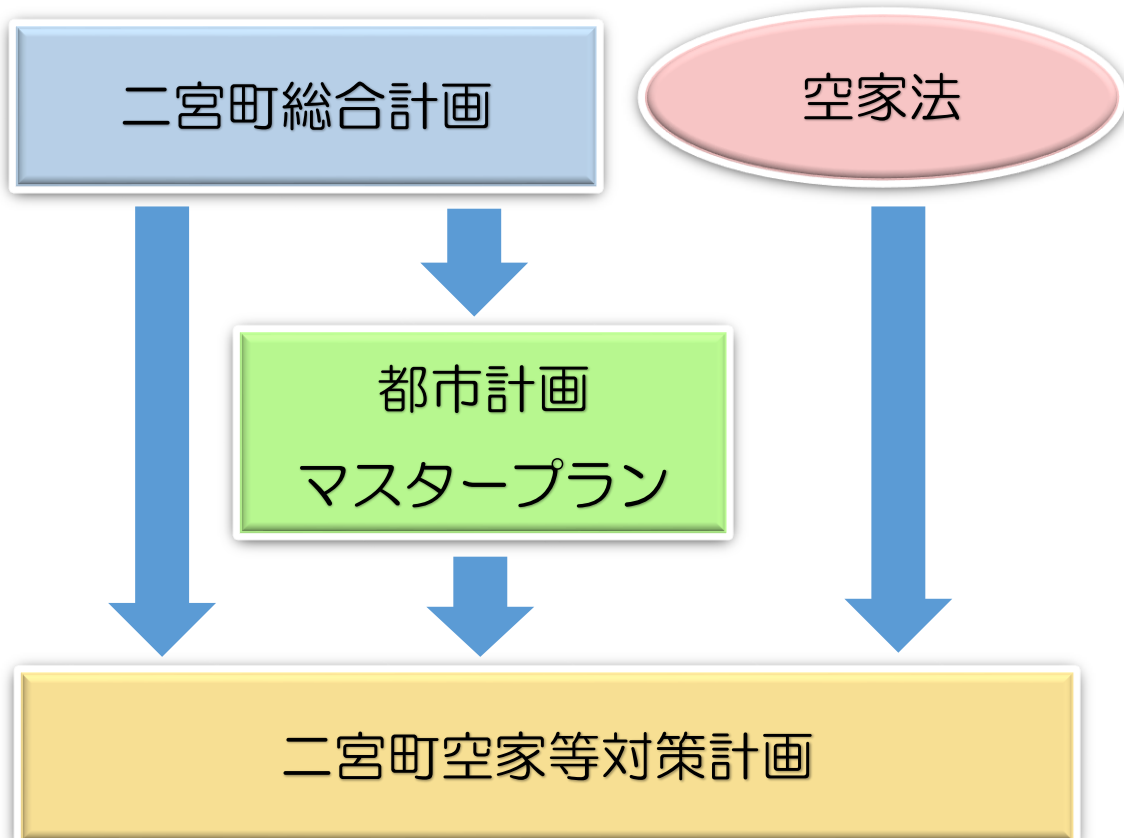 二宮町総合計画
空家法
都市計画
マスタープラン
二宮町空家等対策計画